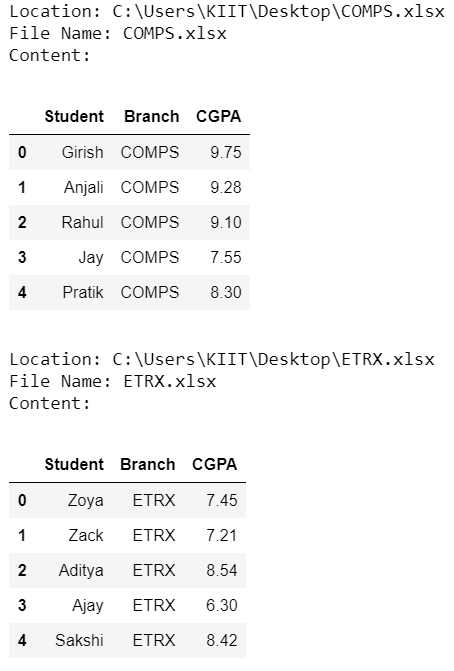 Location: C:\Users\KIIT\Desktop\COMPS.xlsx
File Name: COMPS.xlsx
Content:
Student Branch CGPA
0 Girish COMPS 9.75
1 Anjali COMPS 9.28
2 Rahul COMPS 9.10
3 Jay COMPS 7.55
4 Pratik COMPS 8.30
Location: C:\Users\KIIT\Desktop\ETRX.xlsx
File Name: ETRX.xlsx
Content:
Student Branch CGPA
0 Zoya ETRX 7.45
1 Zack ETRX 7.21
2 Aditya ETRX 8.54
3 Ajay ETRX 6.30
4 Sakshi ETRX 8.42